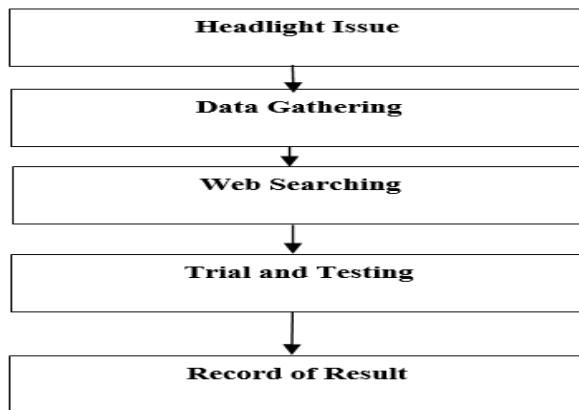 Headlight Issue
Data Gathering
Web Searching
Trial and Testing
Record of Result